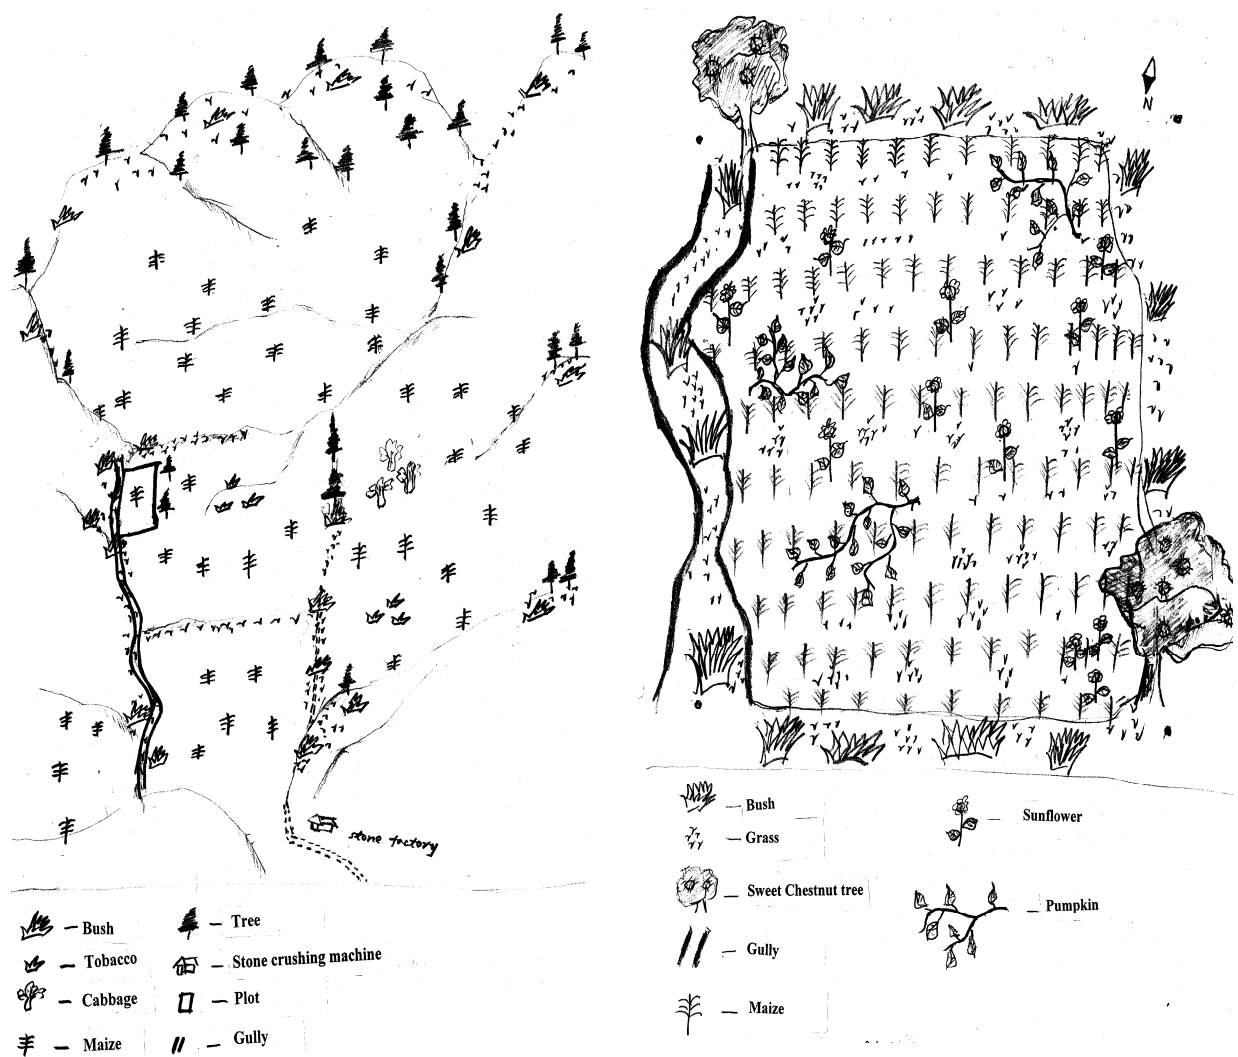 N
stone factory
Bush
Tree
Tobacco
Stone crushing machine
Cabbage
Plot
Maize
Gully
Bush
Sunflower
Grass
Sweet Chestnut tree
Pumpkin
Gully
Maize